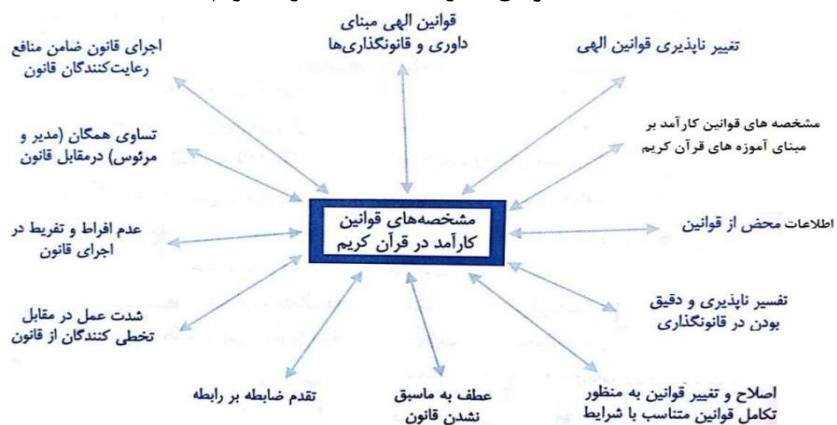 قوانین الهی مبنای
داوری و قانونگذاری‌ها
تغییر ناپذیری قوانین الهی
مشخصه های قوانین کارآمد بر
مبنای آموزه های قرآن کریم
اطلاعات محض از قوانین
تفسیر ناپذیری و دقیق
بودن در قانونگذاری
اصلاح و تغییر قوانین به منظور
تکامل قوانین متناسب با شرایط
عطف به ماسبق
نشدن قانون
تقدم ضابطه بر رابطه
شدت عمل در مقابل
تخطی کنندگان از قانون
عدم افراط و تفریط در
اجرای قانون
تساوی همگان (مدیر و
مرئوس) درمقابل قانون
اجرای قانون ضامن منافع
رعایت‌کنندگان قانون
مشخصه‌های قوانین
کارآمد در قرآن کریم